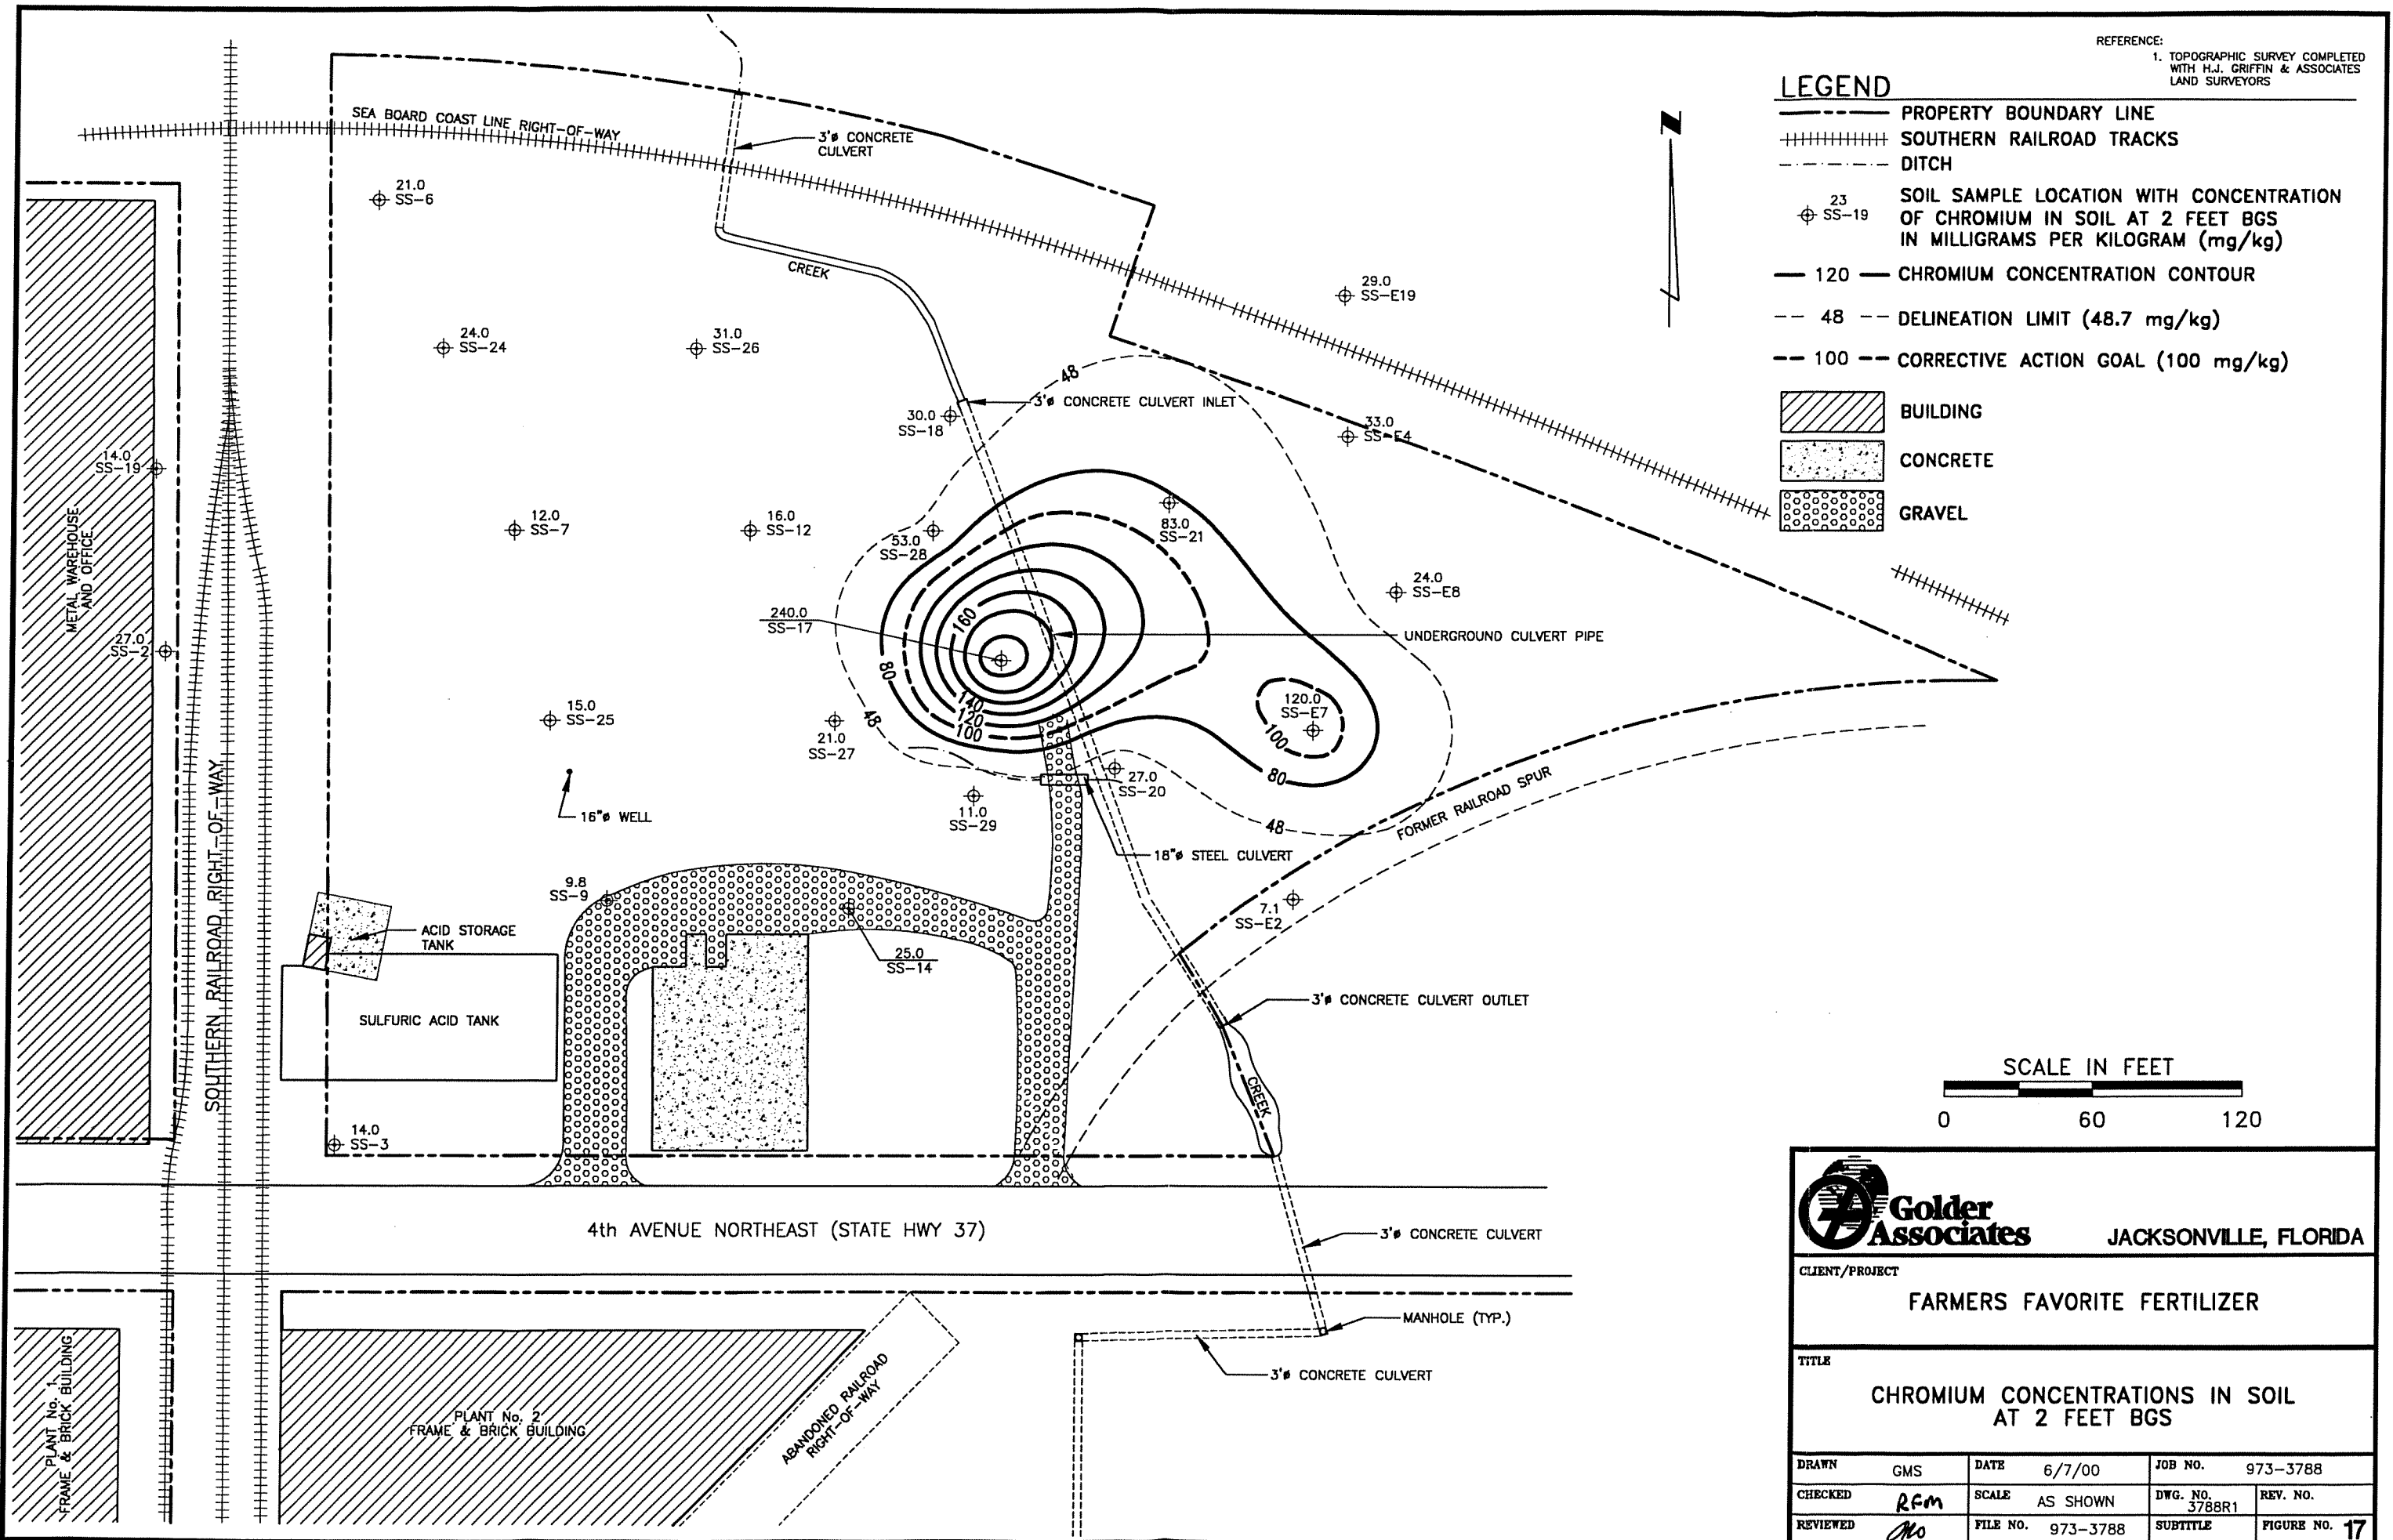 REFERENCE:
1. TOPOGRAPHIC SURVEY COMPLETED
WITH H.J. GRIFFIN & ASSOCIATES
LAND SURVEYORS
LEGEND
PROPERTY BOUNDARY LINE
SOUTHERN RAILROAD TRACKS
DITCH
23
SS-19
SOIL SAMPLE LOCATION WITH CONCENTRATION
OF CHROMIUM IN SOIL AT 2 FEET BGS
IN MILLIGRAMS PER KILOGRAM (mg/kg)
120
CHROMIUM CONCENTRATION CONTOUR
48
DELINEATION LIMIT (48.7 mg/kg)
100
CORRECTIVE ACTION GOAL (100 mg/kg)
BUILDING
CONCRETE
GRAVEL
N
SEA BOARD COAST LINE RIGHT-OF-WAY
3'ø CONCRETE
CULVERT
21.0
SS-6
CREEK
29.0
SS-E19
24.0
SS-24
31.0
SS-26
48
3'ø CONCRETE CULVERT INLET
30.0
SS-18
33.0
SS-E4
14.0
SS-19
METAL WAREHOUSE
AND OFFICE
12.0
SS-7
16.0
SS-12
53.0
SS-28
83.0
SS-21
24.0
SS-E8
240.0
SS-17
160
UNDERGROUND CULVERT PIPE
27.0
SS-2
80
140
120
100
120.0
SS-E7
100
15.0
SS-25
21.0
SS-27
48
80
27.0
SS-20
16"ø WELL
11.0
SS-29
48
FORMER RAILROAD SPUR
18"ø STEEL CULVERT
SOUTHERN RAILROAD RIGHT-OF-WAY
9.8
SS-9
7.1
SS-E2
ACID STORAGE
TANK
25.0
SS-14
3'ø CONCRETE CULVERT OUTLET
SULFURIC ACID TANK
CREEK
14.0
SS-3
SCALE IN FEET
0 60 120
4th AVENUE NORTHEAST (STATE HWY 37)
3'ø CONCRETE CULVERT
MANHOLE (TYP.)
3'ø CONCRETE CULVERT
PLANT No. 1
FRAME & BRICK BUILDING
PLANT No. 2
FRAME & BRICK BUILDING
ABANDONED RAILROAD
RIGHT-OF-WAY
Golder
Associates
JACKSONVILLE, FLORIDA
CLIENT/PROJECT
FARMERS FAVORITE FERTILIZER
TITLE
CHROMIUM CONCENTRATIONS IN SOIL
AT 2 FEET BGS
DRAWN GMS DATE 6/7/00 JOB NO. 973-3788
CHECKED RFM SCALE AS SHOWN DWG. NO. 3788R1 REV. NO.
REVIEWED FILE NO. 973-3788 SUBTITLE FIGURE NO. 17